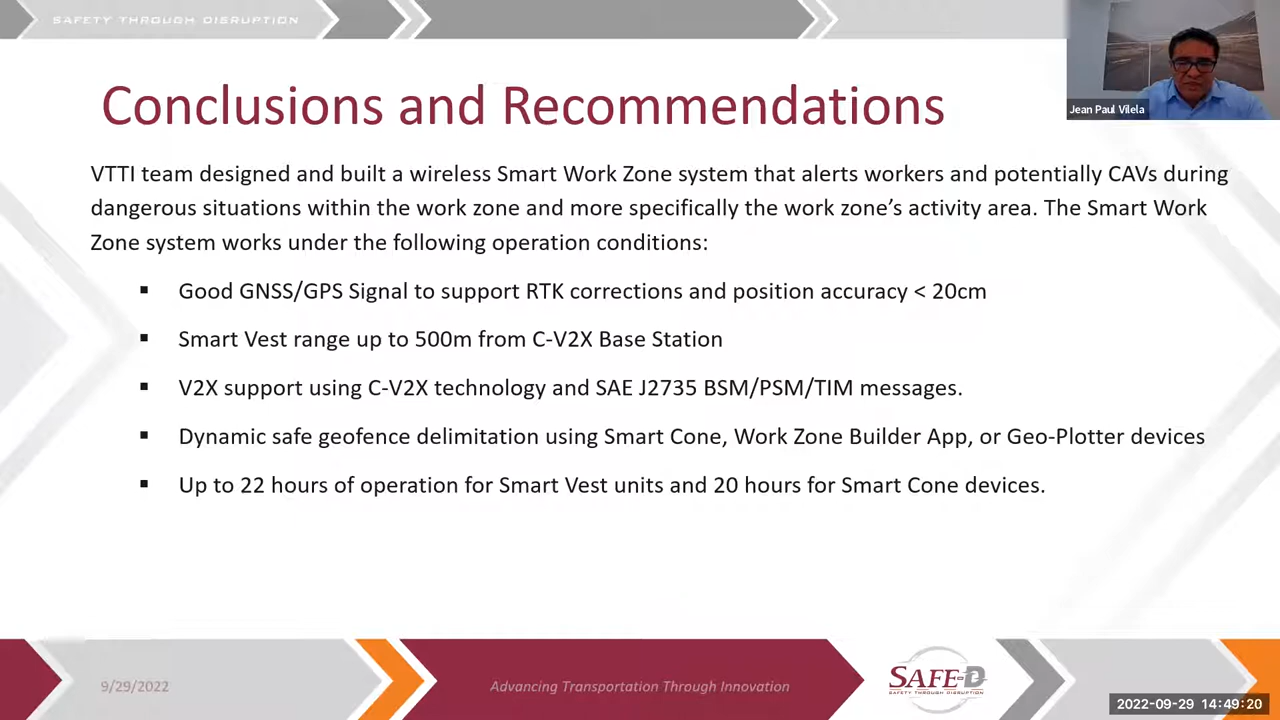 SAFETY THROUGH DISRUPTION
Jean Paul Vilela
Conclusions and Recommendations
VTTI team designed and built a wireless Smart Work Zone system that alerts workers and potentially CAVs during
dangerous situations within the work zone and more specifically the work zone’s activity area. The Smart Work
Zone system works under the following operation conditions:
▪ Good GNSS/GPS Signal to support RTK corrections and position accuracy < 20cm
▪ Smart Vest range up to 500m from C-V2X Base Station
▪ V2X support using C-V2X technology and SAE J2735 BSM/PSM/TIM messages.
▪ Dynamic safe geofence delimitation using Smart Cone, Work Zone Builder App, or Geo-Plotter devices
▪ Up to 22 hours of operation for Smart Vest units and 20 hours for Smart Cone devices.
9/29/2022
Advancing Transportation Through Innovation
SAFE-D
SAFETY THROUGH DISRUPTION
2022-09-29 14:49:20